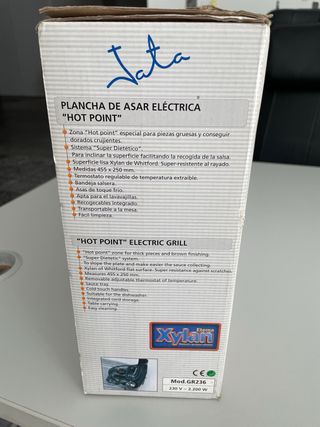 Jata
PLANCHA DE ASAR ELÉCTRICA
"HOT POINT"
Zona "Hot point" especial para piezas gruesas y conseguir
dorados crujientes.
Sistema "Super Dietético".
Para inclinar la superficie facilitando la recogida de la salsa.
Superficie lisa Xylan de Whitford. Super-resistente al rayado.
Medidas 455 x 250 mm.
Termostato regulable de temperatura extraíble.
Bandeja salsera.
Asas de toque frío.
Apta para el lavavajillas.
Recogecables integrado.
Transportable a la mesa.
Fácil limpieza.
"HOT POINT" ELECTRIC GRILL
"Hot point" zone for thick pieces and brown finishing.
"Super Dietetic" system.
To slope the plate and make easier the sauce collecting.
Xylan of Whitford flat surface. Super resistance against scratches.
Measures 455 x 250 mm.
Removable adjustable thermostat of temperature.
Sauce tray.
Cold touch handles.
Suitable for the dishwasher.
Integrated cord storage.
Table carrying.
Easy cleaning.
Xylan
CE
Mod.GR236
230 V ~ 2.200 W